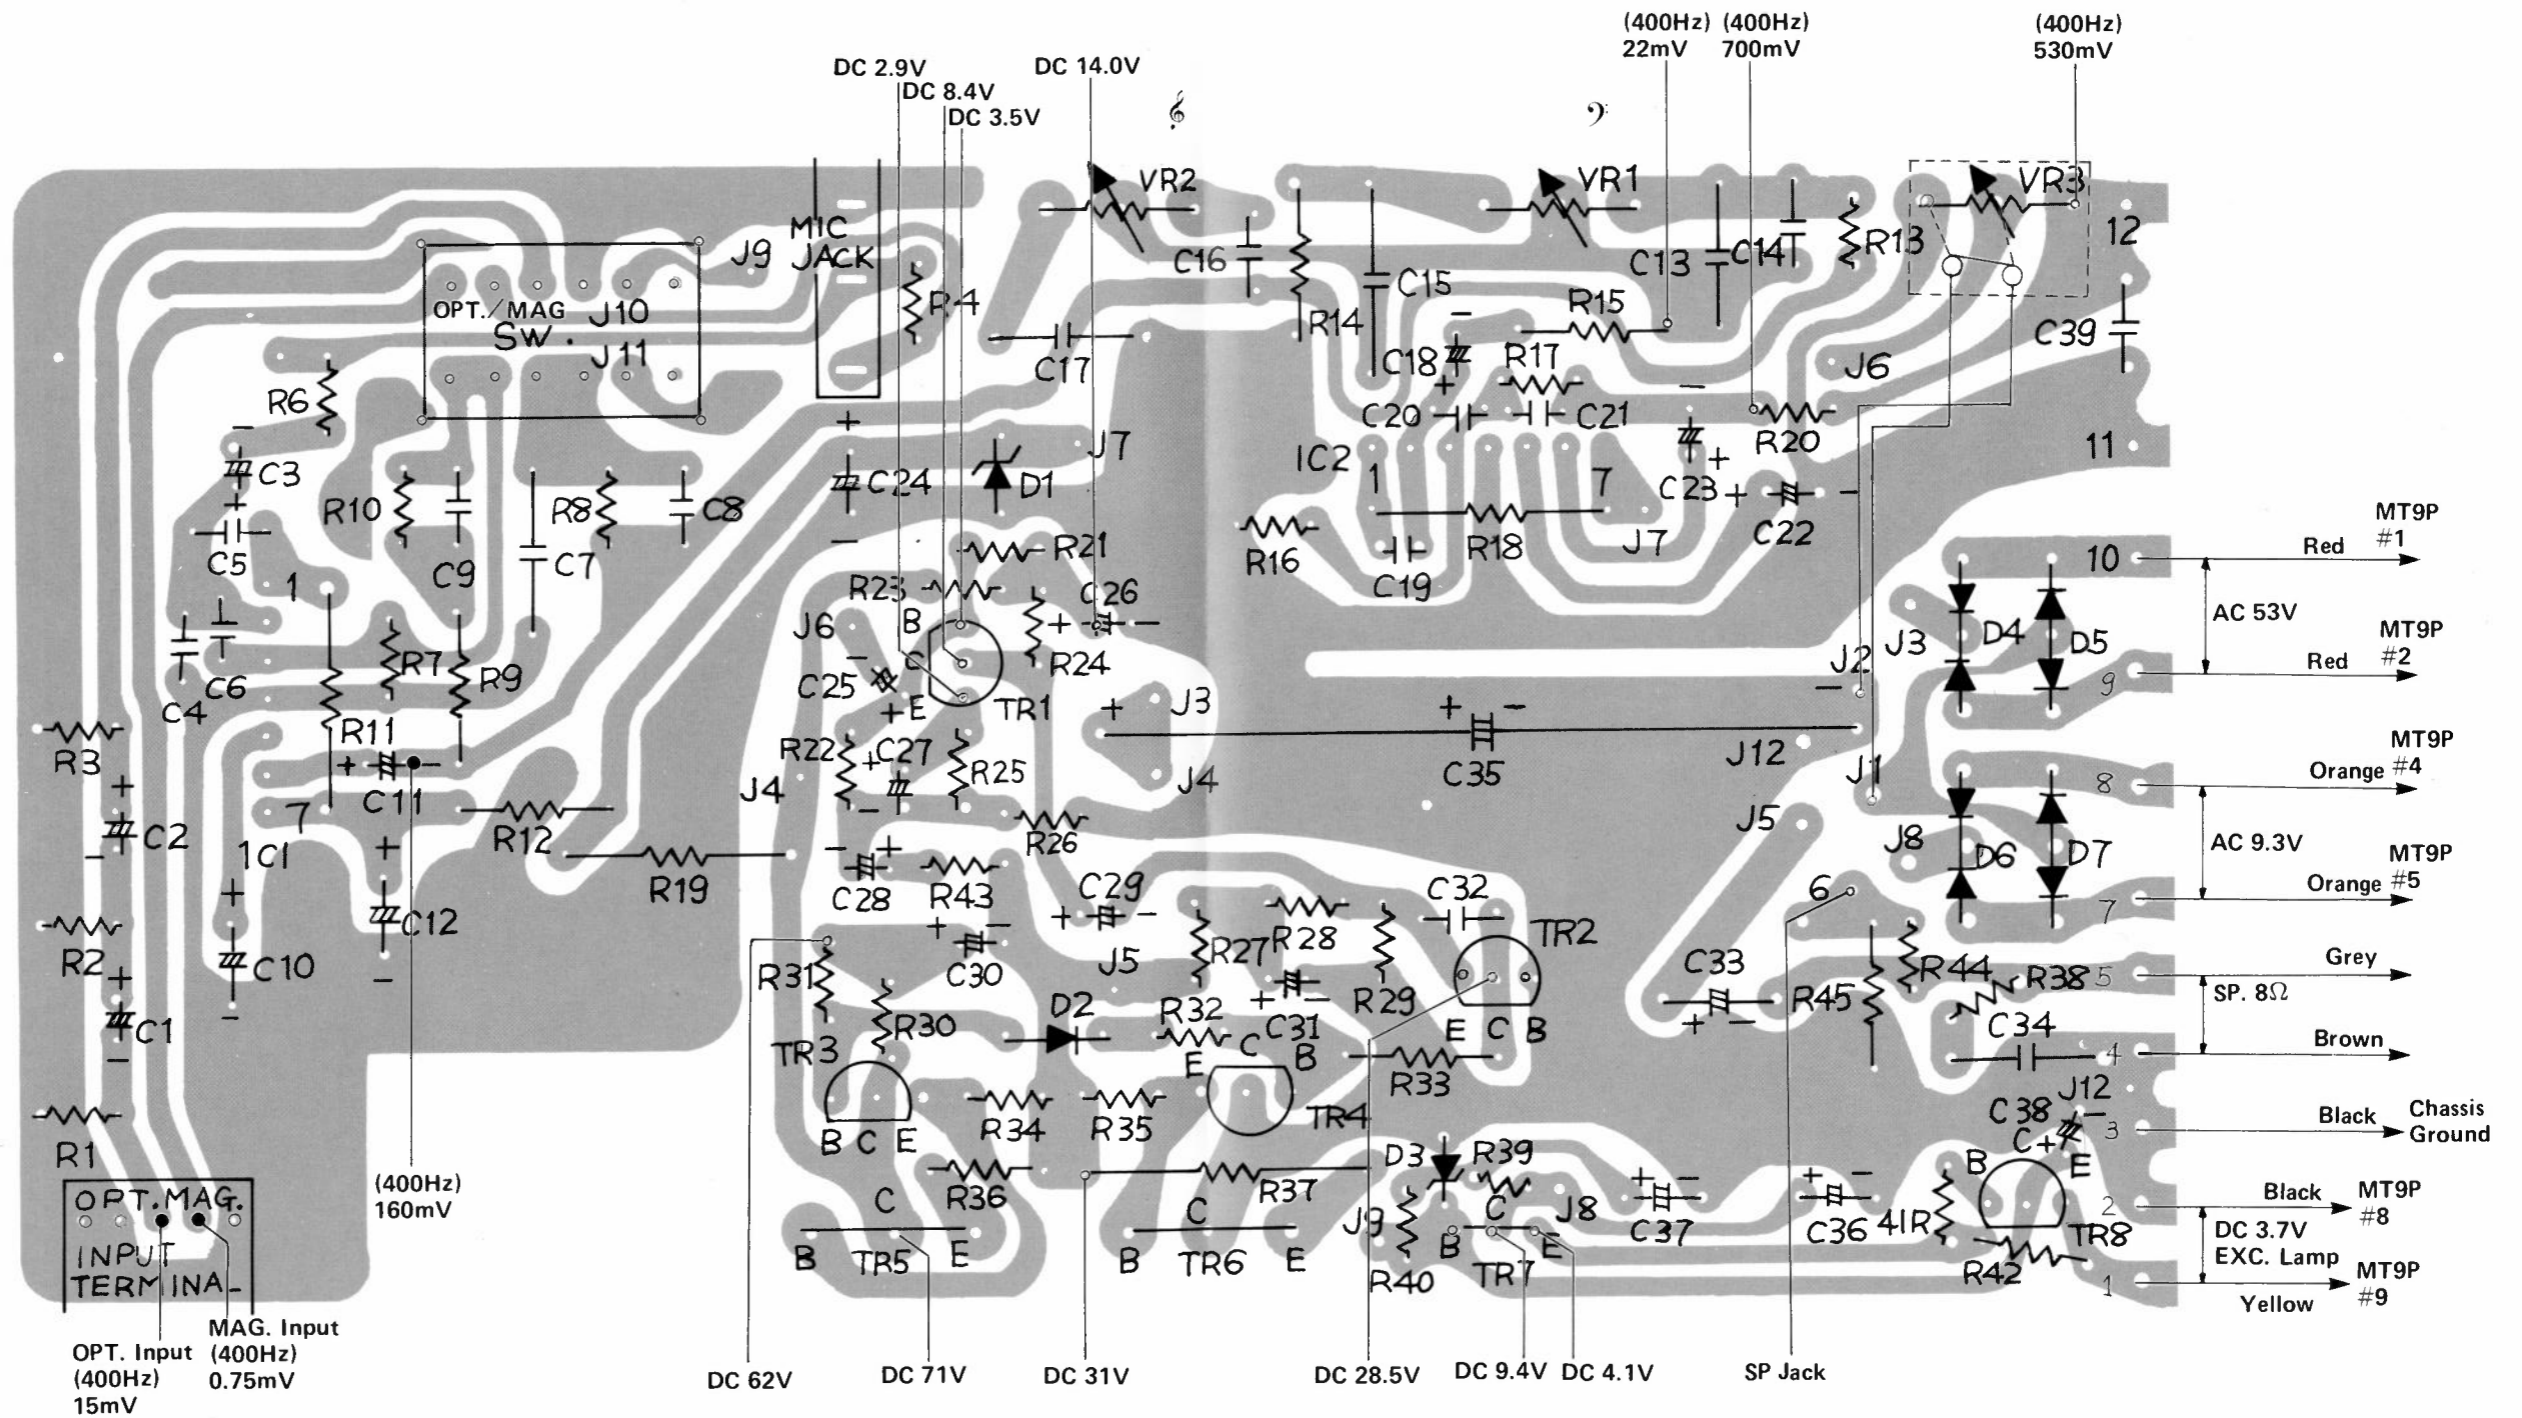 (400Hz) (400Hz)
22mV 700mV
(400Hz)
530mV
DC 2.9V
DC 14.0V
DC 8.4V
DC 3.5V
VR2
VR1
VR3
MIC
JACK
J9
OPT./MAG
SW.
J10
J11
R4
C16
R14
C15
C13
C14
R13
12
C39
R15
C17
C18
-
+
R17
J6
R6
C20
C21
R20
11
-
C3
+
+
C24
-
D1
J7
IC2
1
7
-
C23
+
+
C22
-
R10
R8
C8
C5
C9
C7
R21
R16
C19
R18
J7
10
Red
MT9P
#1
AC 53V
1
R23
C26
+
-
J6
B
C
E
TR1
R24
C4
C6
R7
R9
-
C25
+
D4
D5
J3
J2
-
9
Red
MT9P
#2
R3
R11
+
C11
-
R22
+
C27
-
R25
+
J3
J4
+
C35
-
J12
J1
8
Orange
MT9P
#4
AC 9.3V
+
C2
-
7
1C1
R12
J4
R26
J5
J8
D6
D7
R19
-
+
C28
R43
+
C29
-
C32
TR2
6
7
Orange
MT9P
#5
R2
+
C10
-
+
C12
-
R31
+
C30
-
J5
R27
R28
R29
C33
+
-
R45
R44
R38
5
Grey
SP. 8Ω
+
C1
-
R30
D2
R32
+
C31
-
E C B
C34
4
Brown
TR3
B C E
E
C
B
TR4
R33
J12
R1
R34
R35
C38
+
-
3
Black
Chassis
Ground
OPT. MAG.
INPUT
TERMINA
R36
R37
D3
R39
J9
R40
J8
+
C37
-
+
C36
-
41R
B
C
E
TR8
R42
2
Black
MT9P
#8
DC 3.7V
EXC. Lamp
1
Yellow
MT9P
#9
B
C
E
TR5
B
C
E
TR6
B
C
E
TR7
(400Hz)
160mV
MAG. Input
(400Hz)
0.75mV
OPT. Input
(400Hz)
15mV
DC 62V
DC 71V
DC 31V
DC 28.5V
DC 9.4V
DC 4.1V
SP Jack